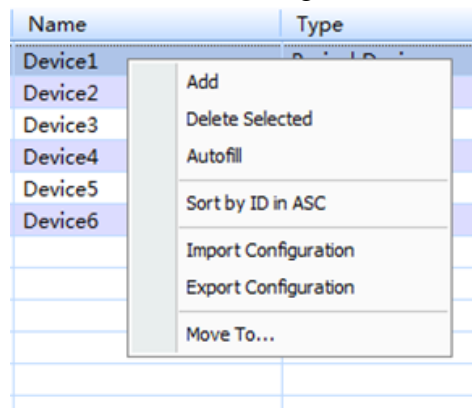 Name Type
Device1
Device2
Device3
Device4
Device5
Device6
Add
Delete Selected
Autofill
Sort by ID in ASC
Import Configuration
Export Configuration
Move To...